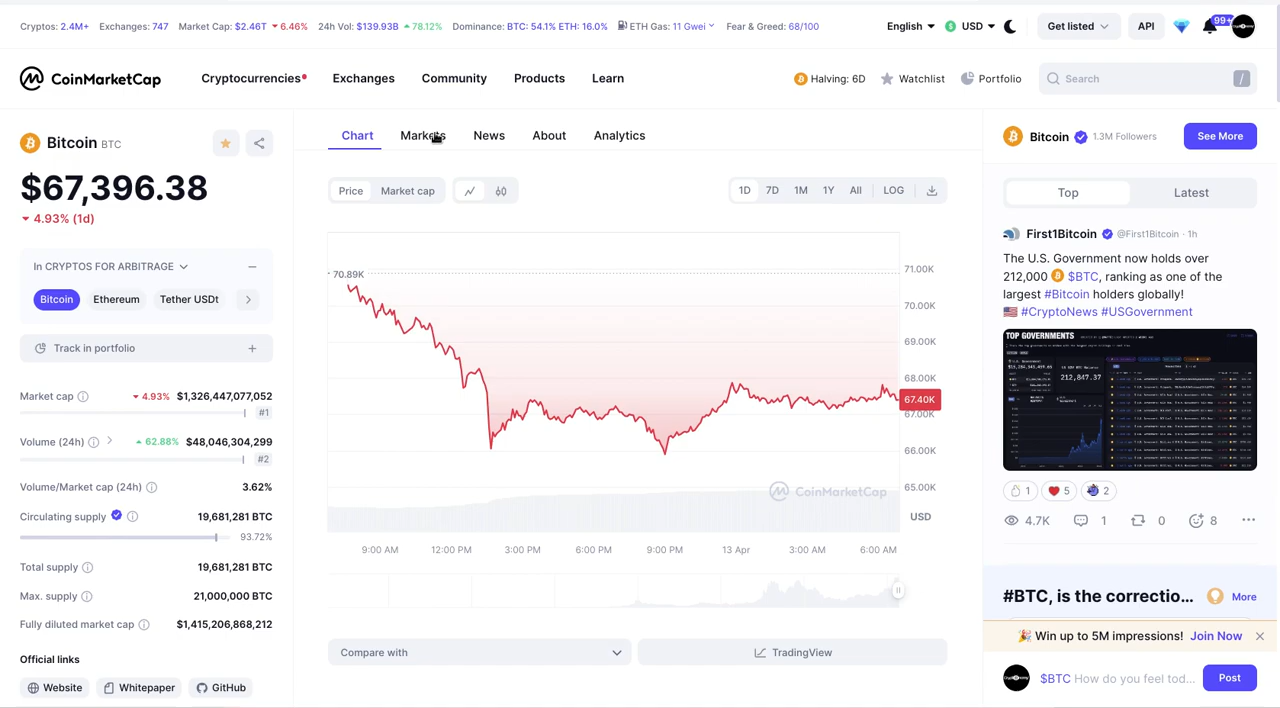 Cryptos: 2.4M+ Exchanges: 747 Market Cap: $2.46T 6.46% 24h Vol: $139.93B 78.12% Dominance: BTC: 54.1% ETH: 16.0% ETH Gas: 11 Gwei Fear & Greed: 68/100
English USD Get listed API 99+
CoinMarketCap Cryptocurrencies Exchanges Community Products Learn
Halving: 6D Watchlist Portfolio Search /
Bitcoin BTC
$67,396.38
4.93% (1d)
In CRYPTOS FOR ARBITRAGE
Bitcoin Ethereum Tether USDt
Track in portfolio +
Market cap 4.93% $1,326,447,077,052
#1
Volume (24h) 62.88% $48,046,304,299
#2
Volume/Market cap (24h) 3.62%
Circulating supply 19,681,281 BTC
93.72%
Total supply 19,681,281 BTC
Max. supply 21,000,000 BTC
Fully diluted market cap $1,415,206,868,212
Official links
Website Whitepaper GitHub
Chart Markets News About Analytics
Price Market cap
1D 7D 1M 1Y All LOG
70.89K
71.00K
70.00K
69.00K
68.00K
67.40K
67.00K
66.00K
65.00K
CoinMarketCap
USD
9:00 AM 12:00 PM 3:00 PM 6:00 PM 9:00 PM 13 Apr 3:00 AM 6:00 AM
Compare with TradingView
Bitcoin 1.3M Followers See More
Top Latest
First1Bitcoin @First1Bitcoin · 1h
The U.S. Government now holds over
212,000 $BTC, ranking as one of the
largest #Bitcoin holders globally!
#CryptoNews #USGovernment
TOP GOVERNMENTS
212,847.37
1 5 2
4.7K 1 0 8
#BTC, is the correctio... More
Win up to 5M impressions! Join Now
$BTC How do you feel tod... Post